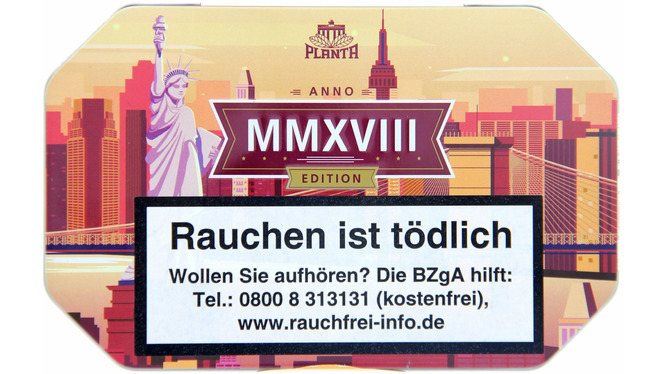 PLANTA
ANNO
MMXVIII
EDITION
Rauchen ist tödlich
Wollen Sie aufhören? Die BZgA hilft:
Tel.: 0800 8 313131 (kostenfrei),
www.rauchfrei-info.de